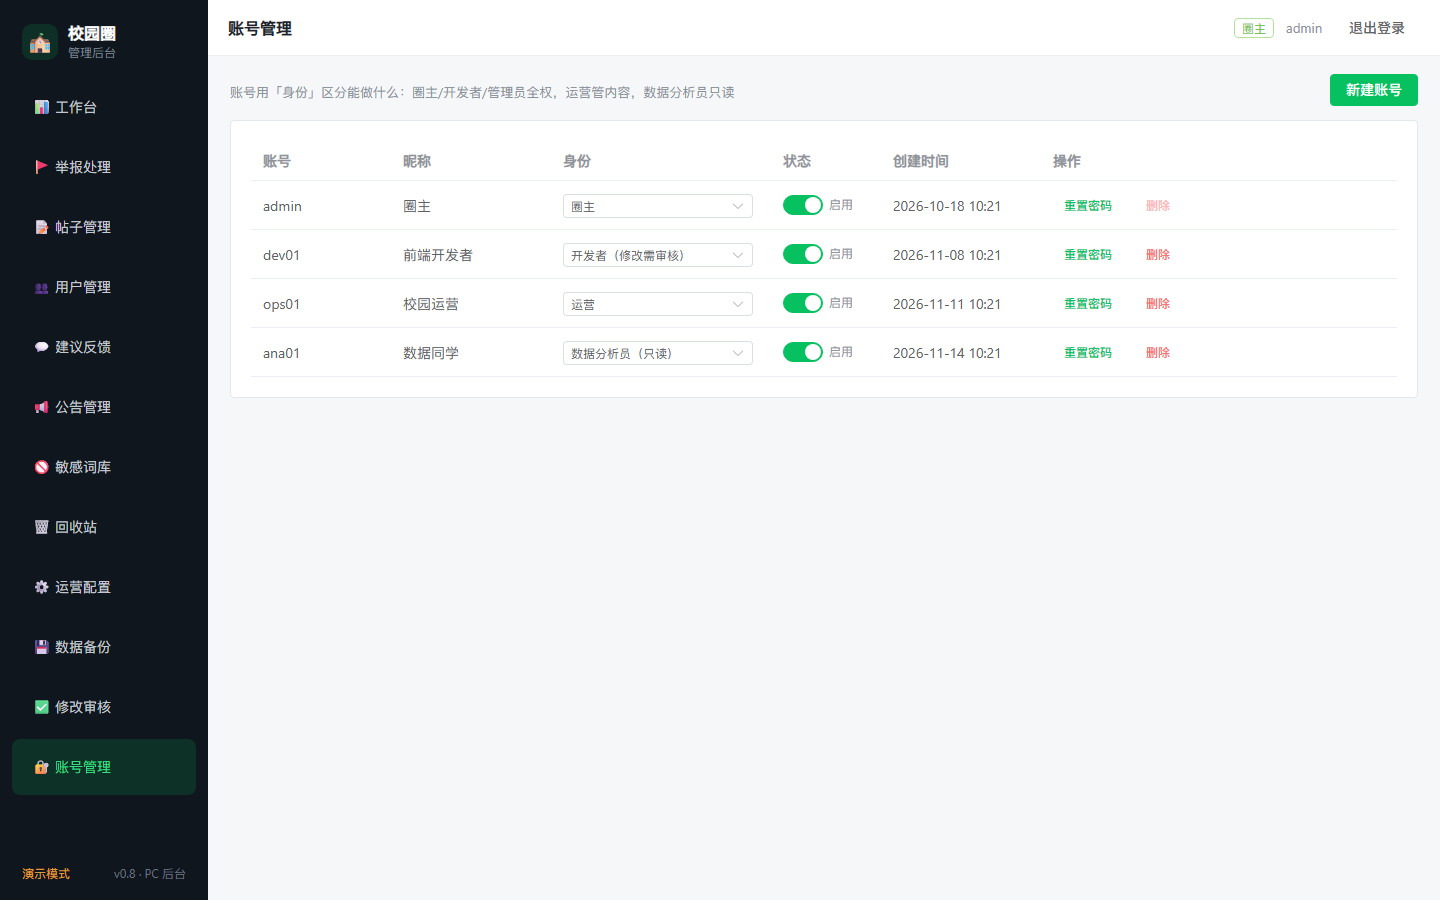 校园圈
管理后台
工作台
举报处理
帖子管理
用户管理
建议反馈
公告管理
敏感词库
回收站
运营配置
数据备份
修改审核
账号管理
演示模式 v0.8 · PC 后台
账号管理 圈主 admin 退出登录
账号用「身份」区分能做什么：圈主/开发者/管理员全权，运营管内容，数据分析员只读 新建账号
账号 昵称 身份 状态 创建时间 操作
admin 圈主 圈主 启用 2026-10-18 10:21 重置密码 删除
dev01 前端开发者 开发者（修改需审核） 启用 2026-11-08 10:21 重置密码 删除
ops01 校园运营 运营 启用 2026-11-11 10:21 重置密码 删除
ana01 数据同学 数据分析员（只读） 启用 2026-11-14 10:21 重置密码 删除